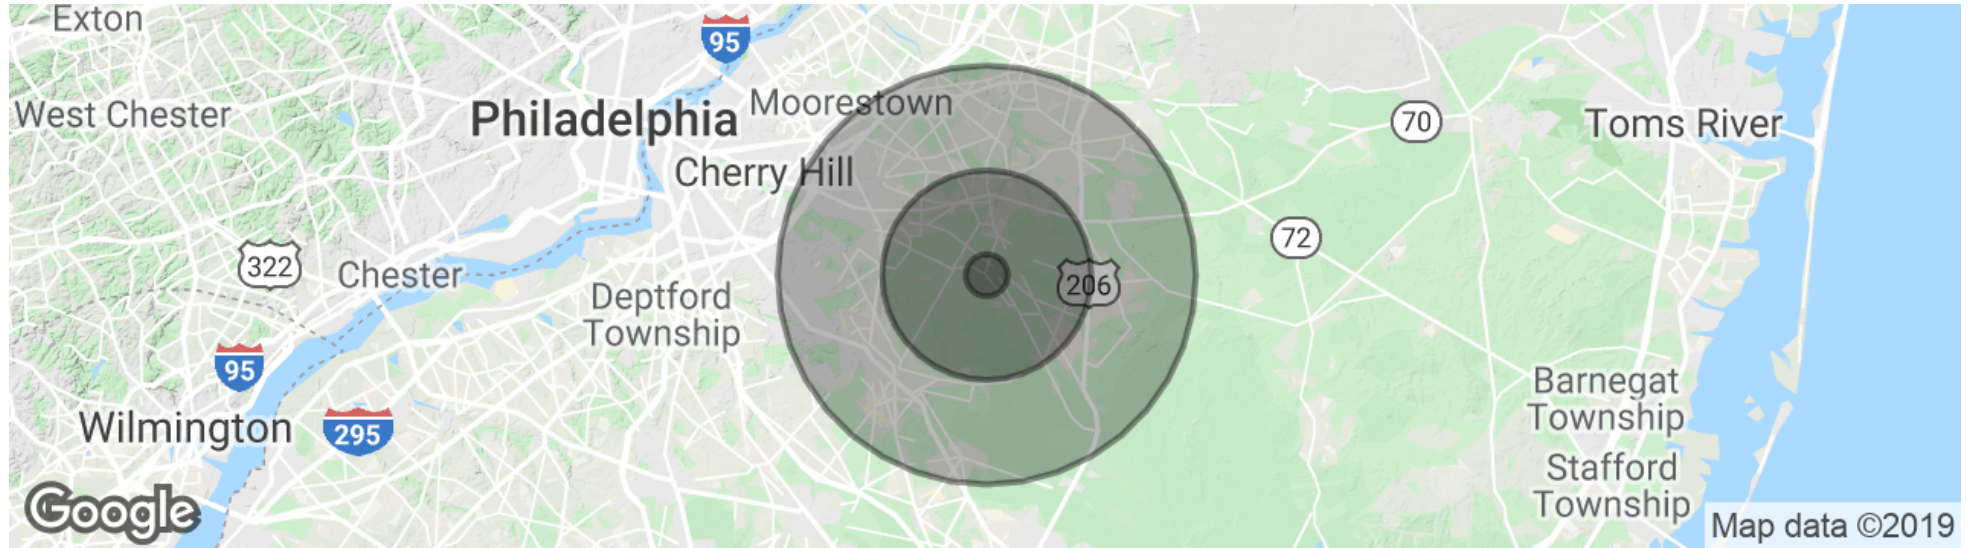 Exton
95
West Chester
Philadelphia
Moorestown
70
Toms River
Cherry Hill
322
Chester
72
206
Deptford
Township
95
Barnegat
Township
Wilmington
295
Stafford
Township
Google
Map data ©2019